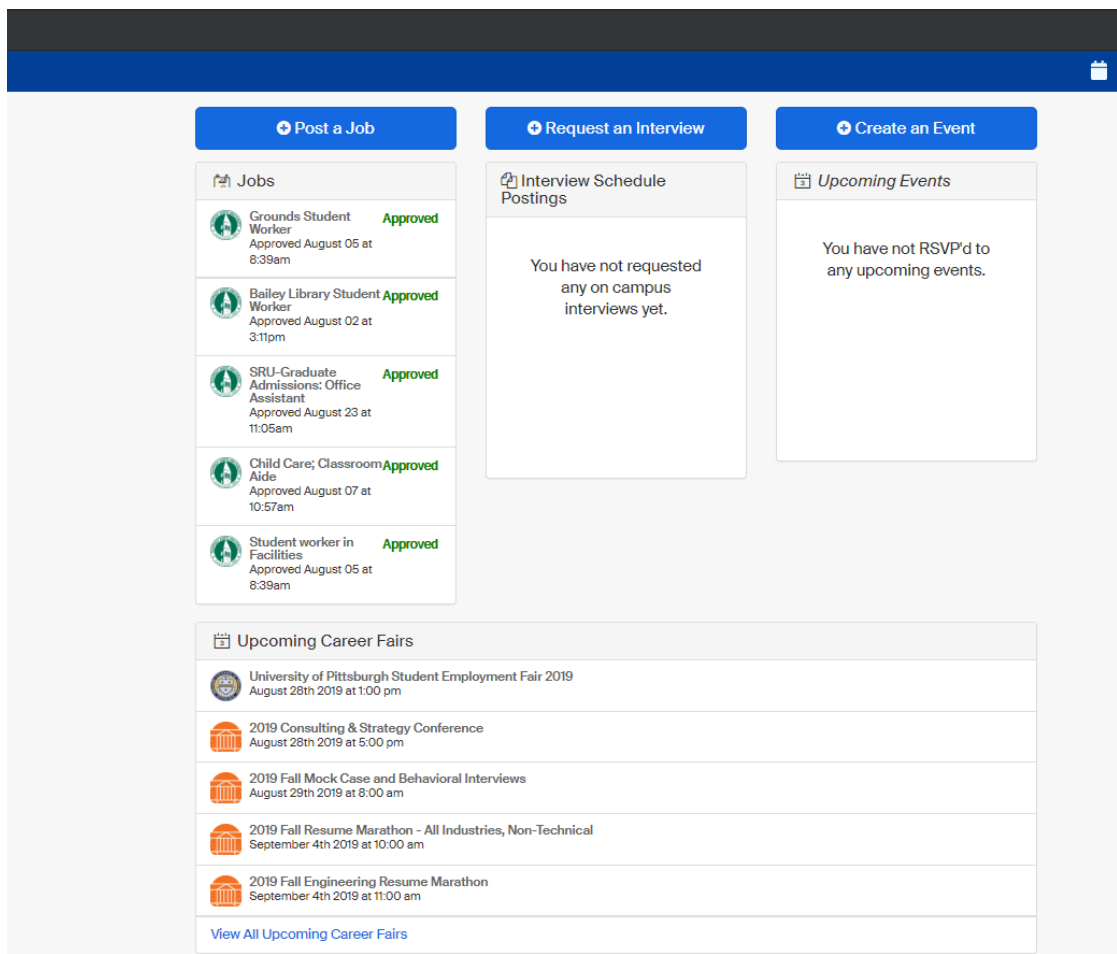 Post a Job
Request an Interview
Create an Event
Jobs
Grounds Student
Worker
Approved
Approved August 05 at
8:39am
Bailey Library Student
Worker
Approved
Approved August 02 at
3:11pm
SRU-Graduate
Admissions: Office
Assistant
Approved
Approved August 23 at
11:05am
Child Care; Classroom
Aide
Approved
Approved August 07 at
10:57am
Student worker in
Facilities
Approved
Approved August 05 at
8:39am
Interview Schedule
Postings
You have not requested
any on campus
interviews yet.
Upcoming Events
You have not RSVP'd to
any upcoming events.
Upcoming Career Fairs
University of Pittsburgh Student Employment Fair 2019
August 28th 2019 at 1:00 pm
2019 Consulting & Strategy Conference
August 28th 2019 at 5:00 pm
2019 Fall Mock Case and Behavioral Interviews
August 29th 2019 at 8:00 am
2019 Fall Resume Marathon - All Industries, Non-Technical
September 4th 2019 at 10:00 am
2019 Fall Engineering Resume Marathon
September 4th 2019 at 11:00 am
View All Upcoming Career Fairs